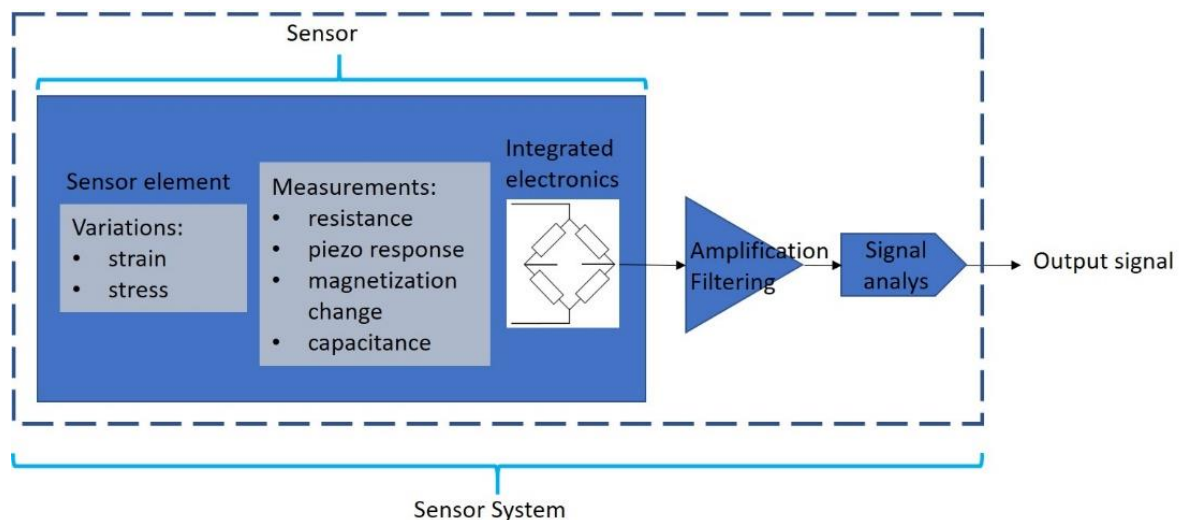 Sensor
Sensor element
Variations:
• strain
• stress
Measurements:
• resistance
• piezo response
• magnetization
change
• capacitance
Integrated
electronics
Amplification
Filtering
Signal
analys
Output signal
Sensor System